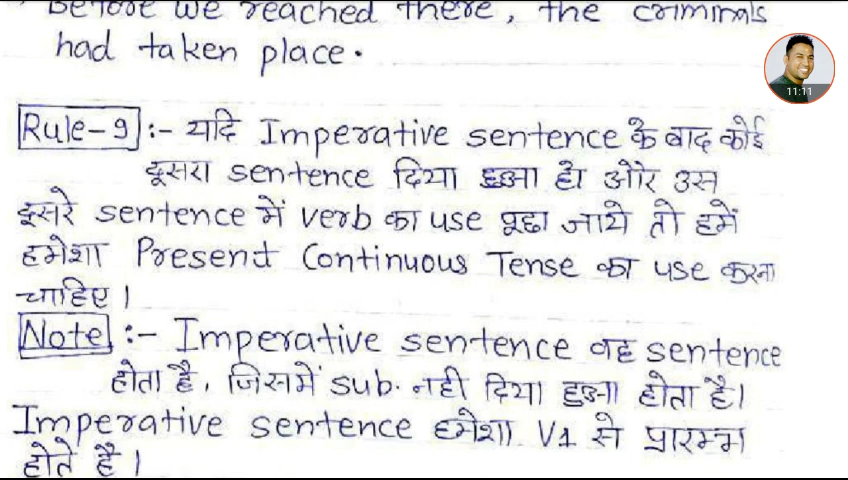 Before we reached there, the criminals
had taken place.
11:11
Rule-9 :- यदि Imperative sentence के बाद कोई
दूसरा sentence दिया हुआ हो और उस
दूसरे sentence में verb का use पूछा जाये तो हमें
हमेशा Present Continuous Tense का use करना
चाहिए।
Note :- Imperative sentence वह sentence
होता है, जिसमें sub. नही दिया हुआ होता है।
Imperative sentence हमेशा V1 से प्रारम्भ
होते है।